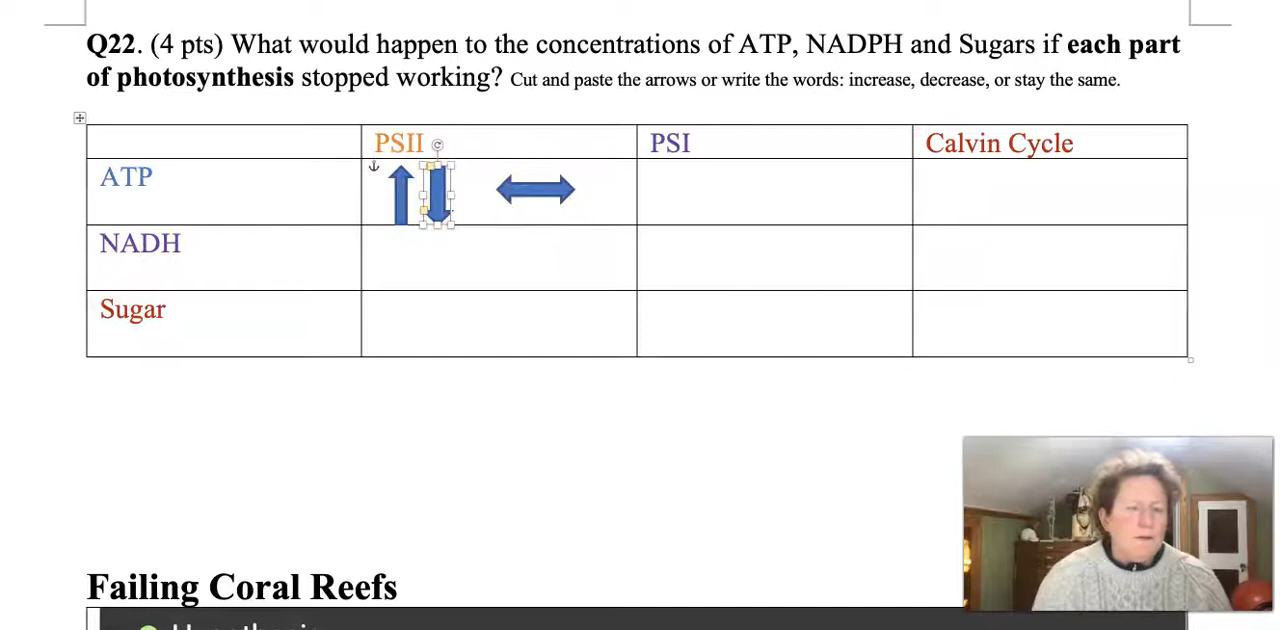 Q22. (4 pts) What would happen to the concentrations of ATP, NADPH and Sugars if each part
of photosynthesis stopped working? Cut and paste the arrows or write the words: increase, decrease, or stay the same.
PSII PSI Calvin Cycle
ATP
NADH
Sugar
Failing Coral Reefs